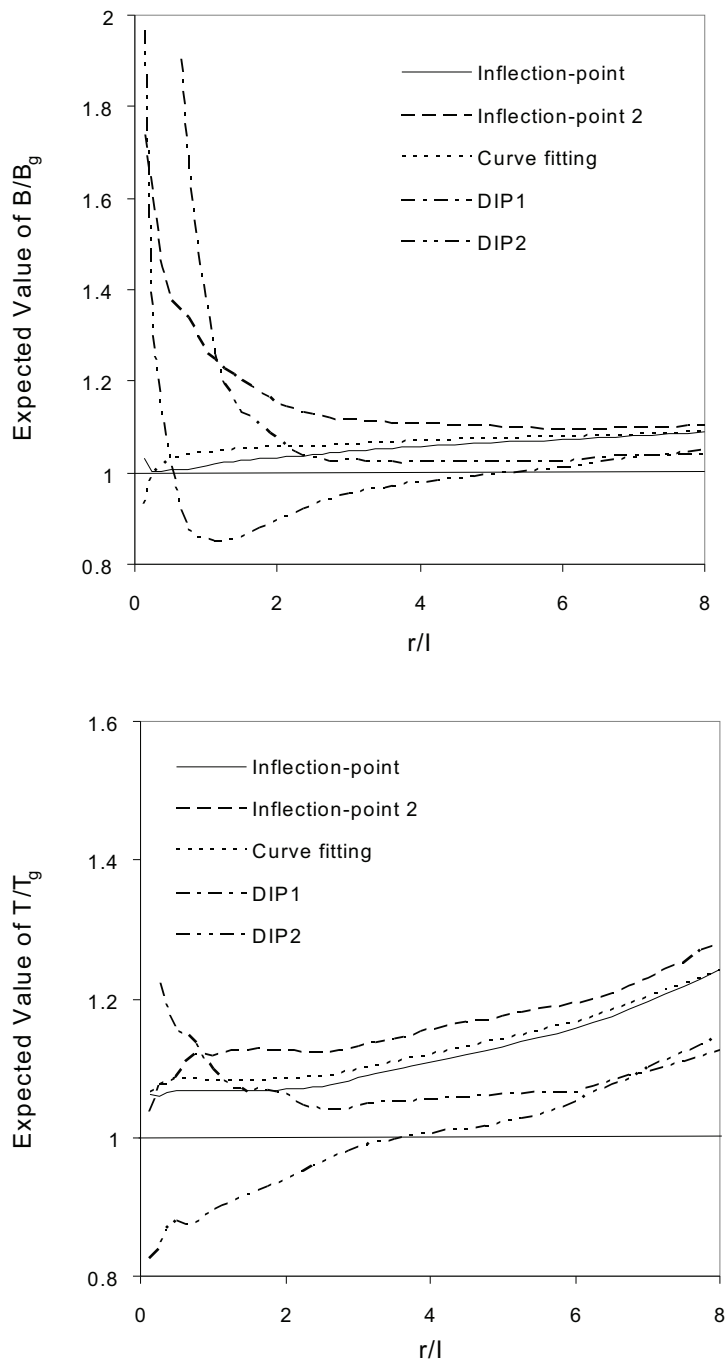 2
1.8
1.6
1.4
1.2
1
0.8
Expected Value of B/Bg
Inflection-point
Inflection-point 2
Curve fitting
DIP1
DIP2
0 2 4 6 8
r/I
1.6
1.4
1.2
1
0.8
Expected Value of T/Tg
Inflection-point
Inflection-point 2
Curve fitting
DIP1
DIP2
0 2 4 6 8
r/I